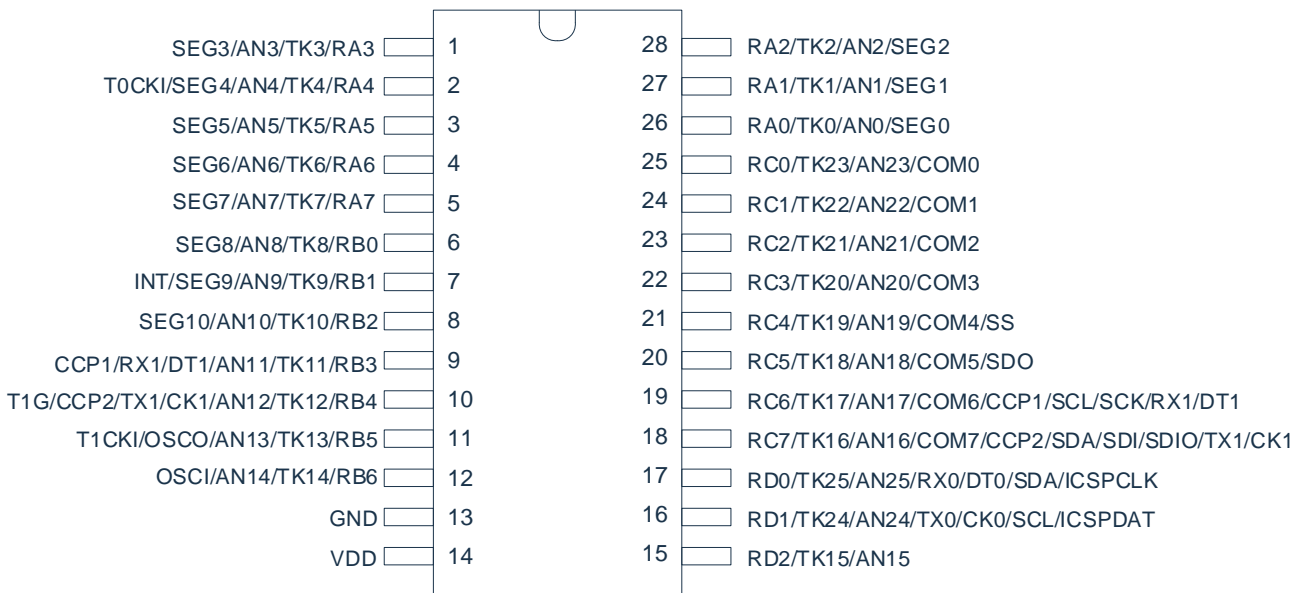 SEG3/AN3/TK3/RA3 1 28 RA2/TK2/AN2/SEG2
T0CKI/SEG4/AN4/TK4/RA4 2 27 RA1/TK1/AN1/SEG1
SEG5/AN5/TK5/RA5 3 26 RA0/TK0/AN0/SEG0
SEG6/AN6/TK6/RA6 4 25 RC0/TK23/AN23/COM0
SEG7/AN7/TK7/RA7 5 24 RC1/TK22/AN22/COM1
SEG8/AN8/TK8/RB0 6 23 RC2/TK21/AN21/COM2
INT/SEG9/AN9/TK9/RB1 7 22 RC3/TK20/AN20/COM3
SEG10/AN10/TK10/RB2 8 21 RC4/TK19/AN19/COM4/SS
CCP1/RX1/DT1/AN11/TK11/RB3 9 20 RC5/TK18/AN18/COM5/SDO
T1G/CCP2/TX1/CK1/AN12/TK12/RB4 10 19 RC6/TK17/AN17/COM6/CCP1/SCL/SCK/RX1/DT1
T1CKI/OSCO/AN13/TK13/RB5 11 18 RC7/TK16/AN16/COM7/CCP2/SDA/SDI/SDIO/TX1/CK1
OSCI/AN14/TK14/RB6 12 17 RD0/TK25/AN25/RX0/DT0/SDA/ICSPCLK
GND 13 16 RD1/TK24/AN24/TX0/CK0/SCL/ICSPDAT
VDD 14 15 RD2/TK15/AN15